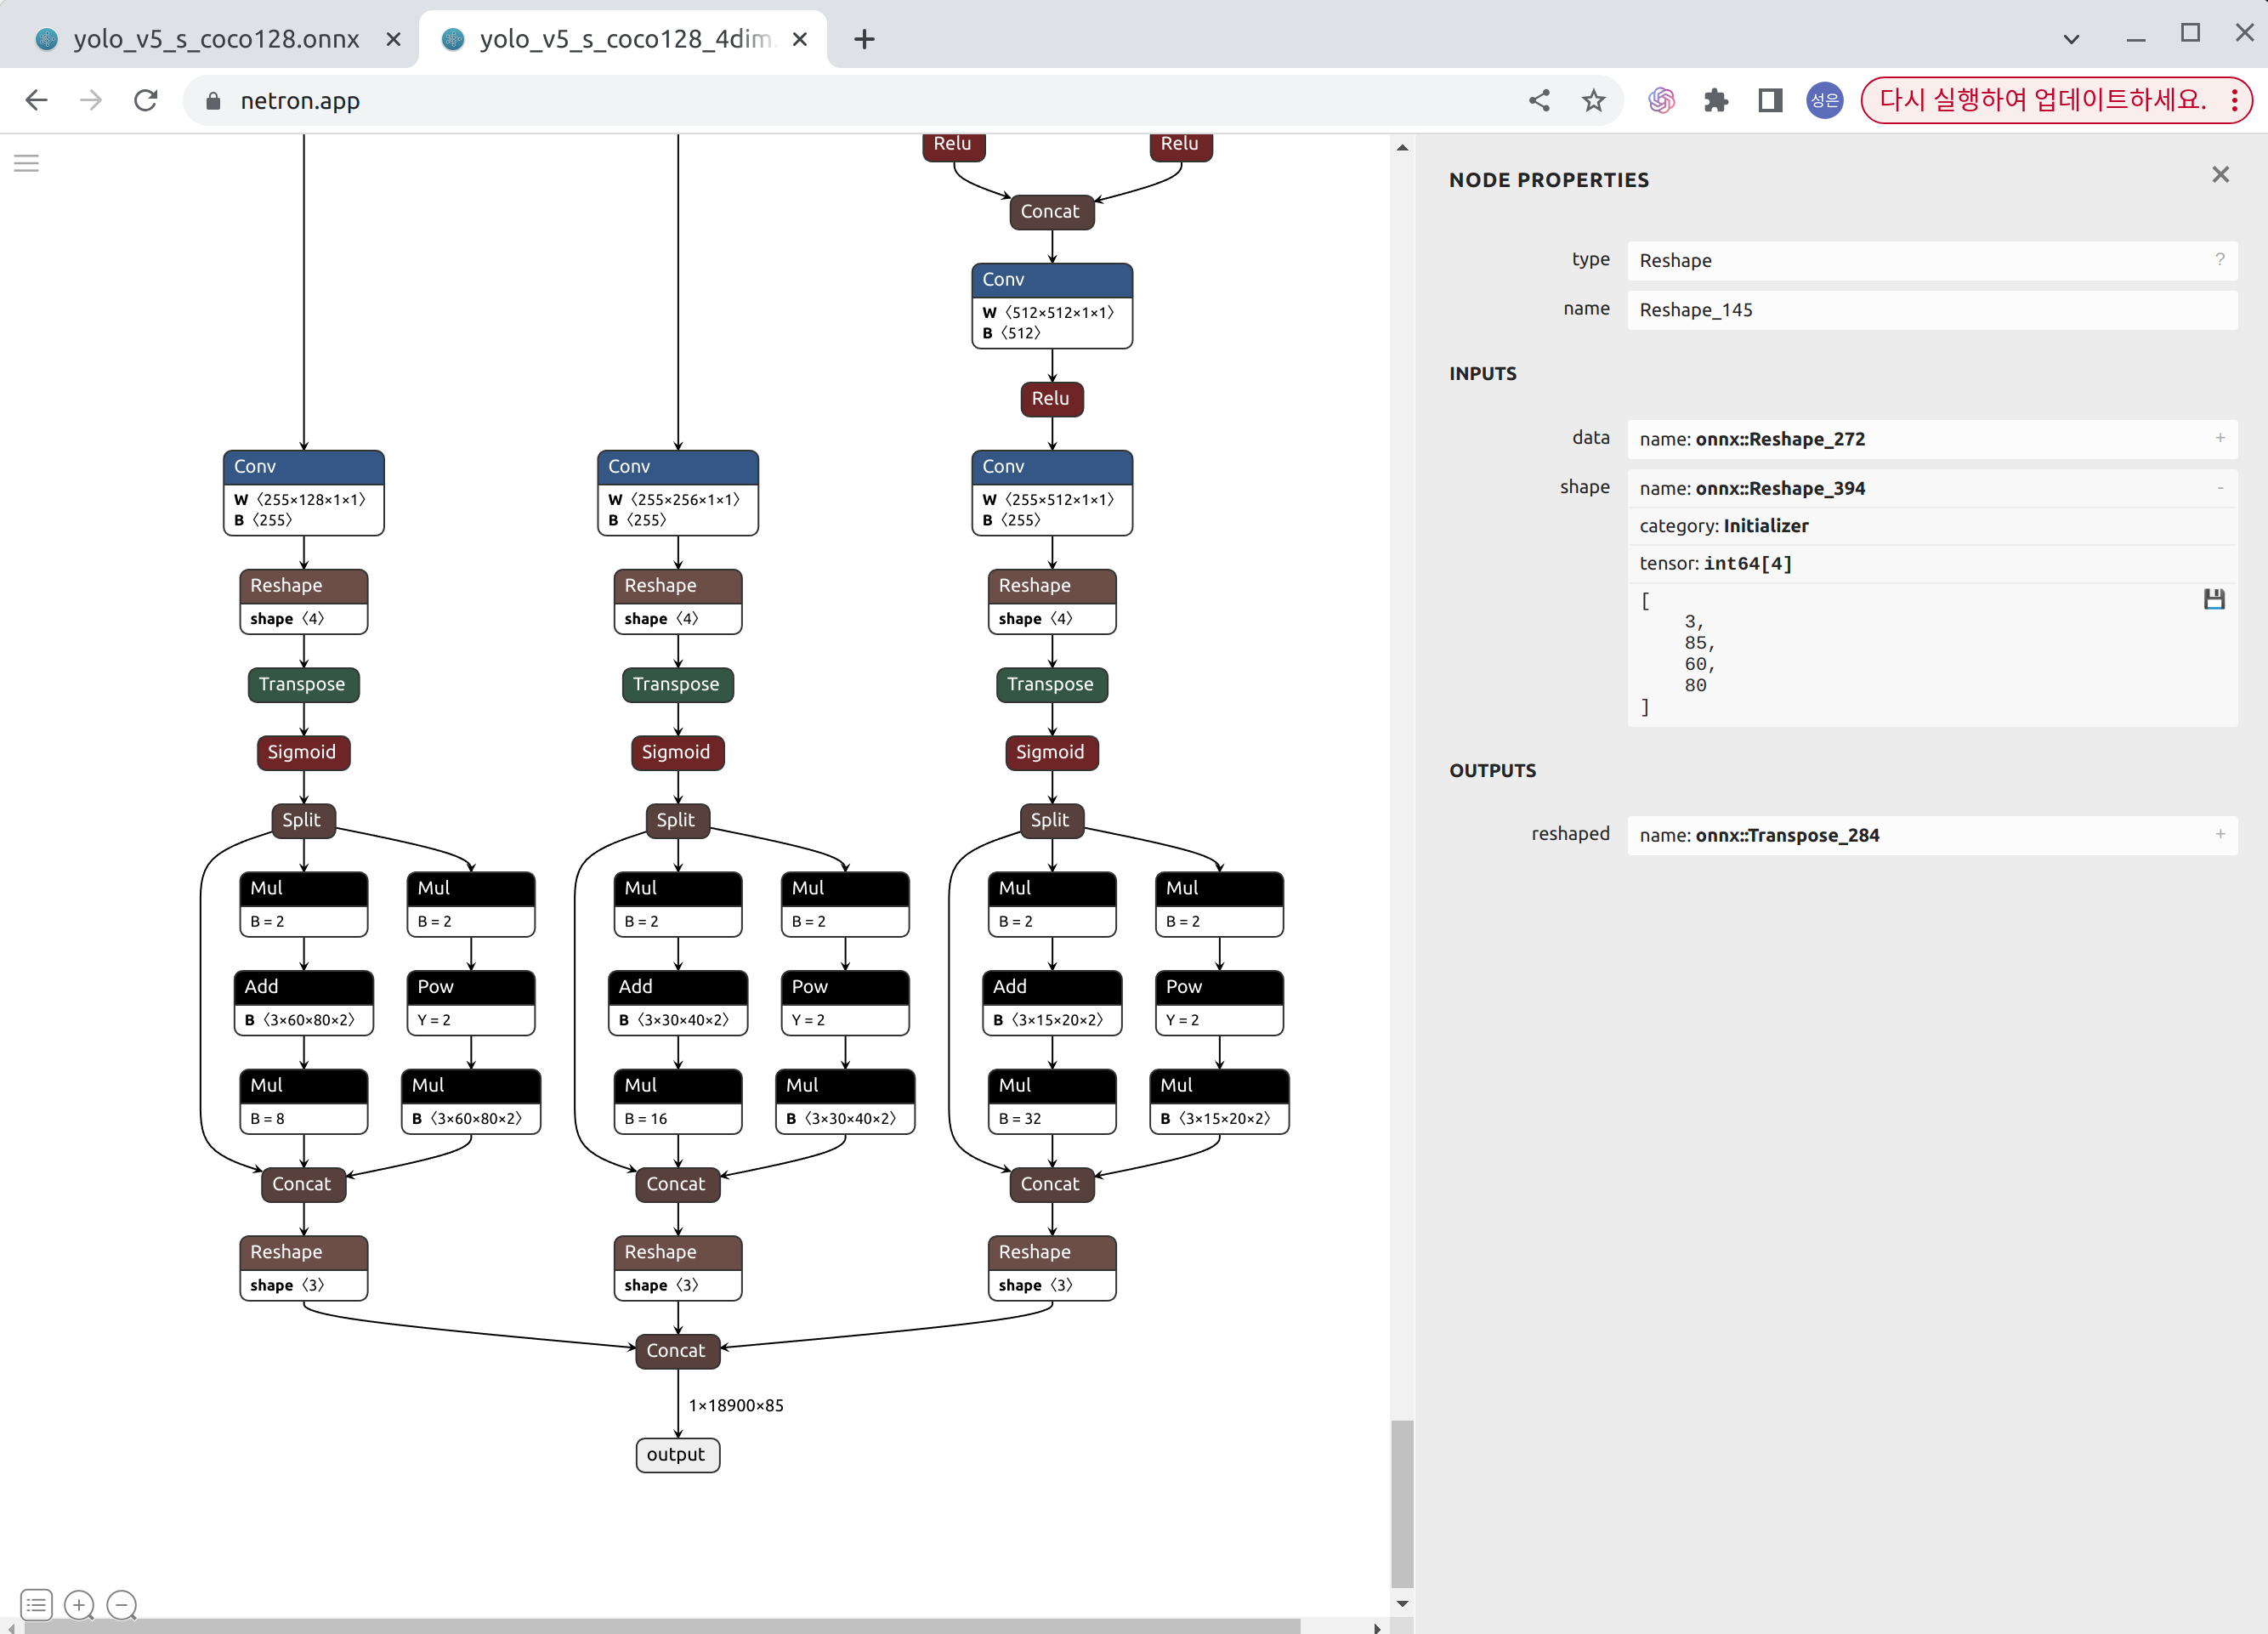 yolo_v5_s_coco128.onnx
yolo_v5_s_coco128_4dim.
netron.app
성은
다시 실행하여 업데이트하세요.
Relu
Relu
Concat
Conv
W〈512×512×1×1〉
B〈512〉
Relu
Conv
W〈255×128×1×1〉
B〈255〉
Conv
W〈255×256×1×1〉
B〈255〉
Conv
W〈255×512×1×1〉
B〈255〉
Reshape
shape〈4〉
Reshape
shape〈4〉
Reshape
shape〈4〉
Transpose
Transpose
Transpose
Sigmoid
Sigmoid
Sigmoid
Split
Split
Split
Mul
B = 2
Mul
B = 2
Mul
B = 2
Mul
B = 2
Mul
B = 2
Mul
B = 2
Add
B〈3×60×80×2〉
Pow
Y = 2
Add
B〈3×30×40×2〉
Pow
Y = 2
Add
B〈3×15×20×2〉
Pow
Y = 2
Mul
B = 8
Mul
B〈3×60×80×2〉
Mul
B = 16
Mul
B〈3×30×40×2〉
Mul
B = 32
Mul
B〈3×15×20×2〉
Concat
Concat
Concat
Reshape
shape〈3〉
Reshape
shape〈3〉
Reshape
shape〈3〉
Concat
1×18900×85
output
NODE PROPERTIES
type Reshape ?
name Reshape_145
INPUTS
data name: onnx::Reshape_272 +
shape name: onnx::Reshape_394 -
category: Initializer
tensor: int64[4]
[
3,
85,
60,
80
]
OUTPUTS
reshaped name: onnx::Transpose_284 +